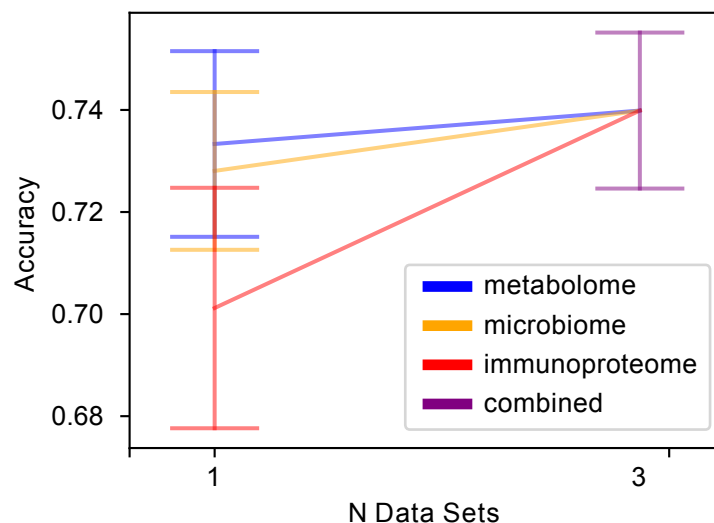 Accuracy
0.74
0.72
0.70
0.68
metabolome
microbiome
immunoproteome
combined
1
3
N Data Sets